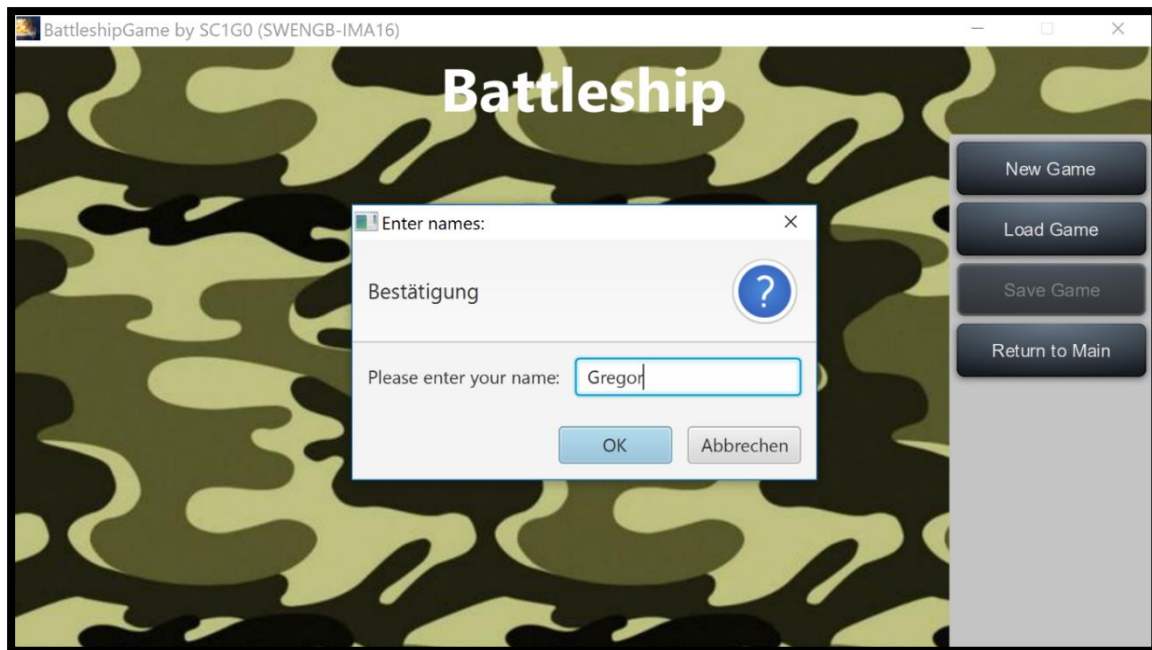 BattleshipGame by SC1G0 (SWENGB-IMA16)
Battleship
New Game
Load Game
Save Game
Return to Main
Enter names:
Bestätigung
?
Please enter your name: Gregor
OK Abbrechen